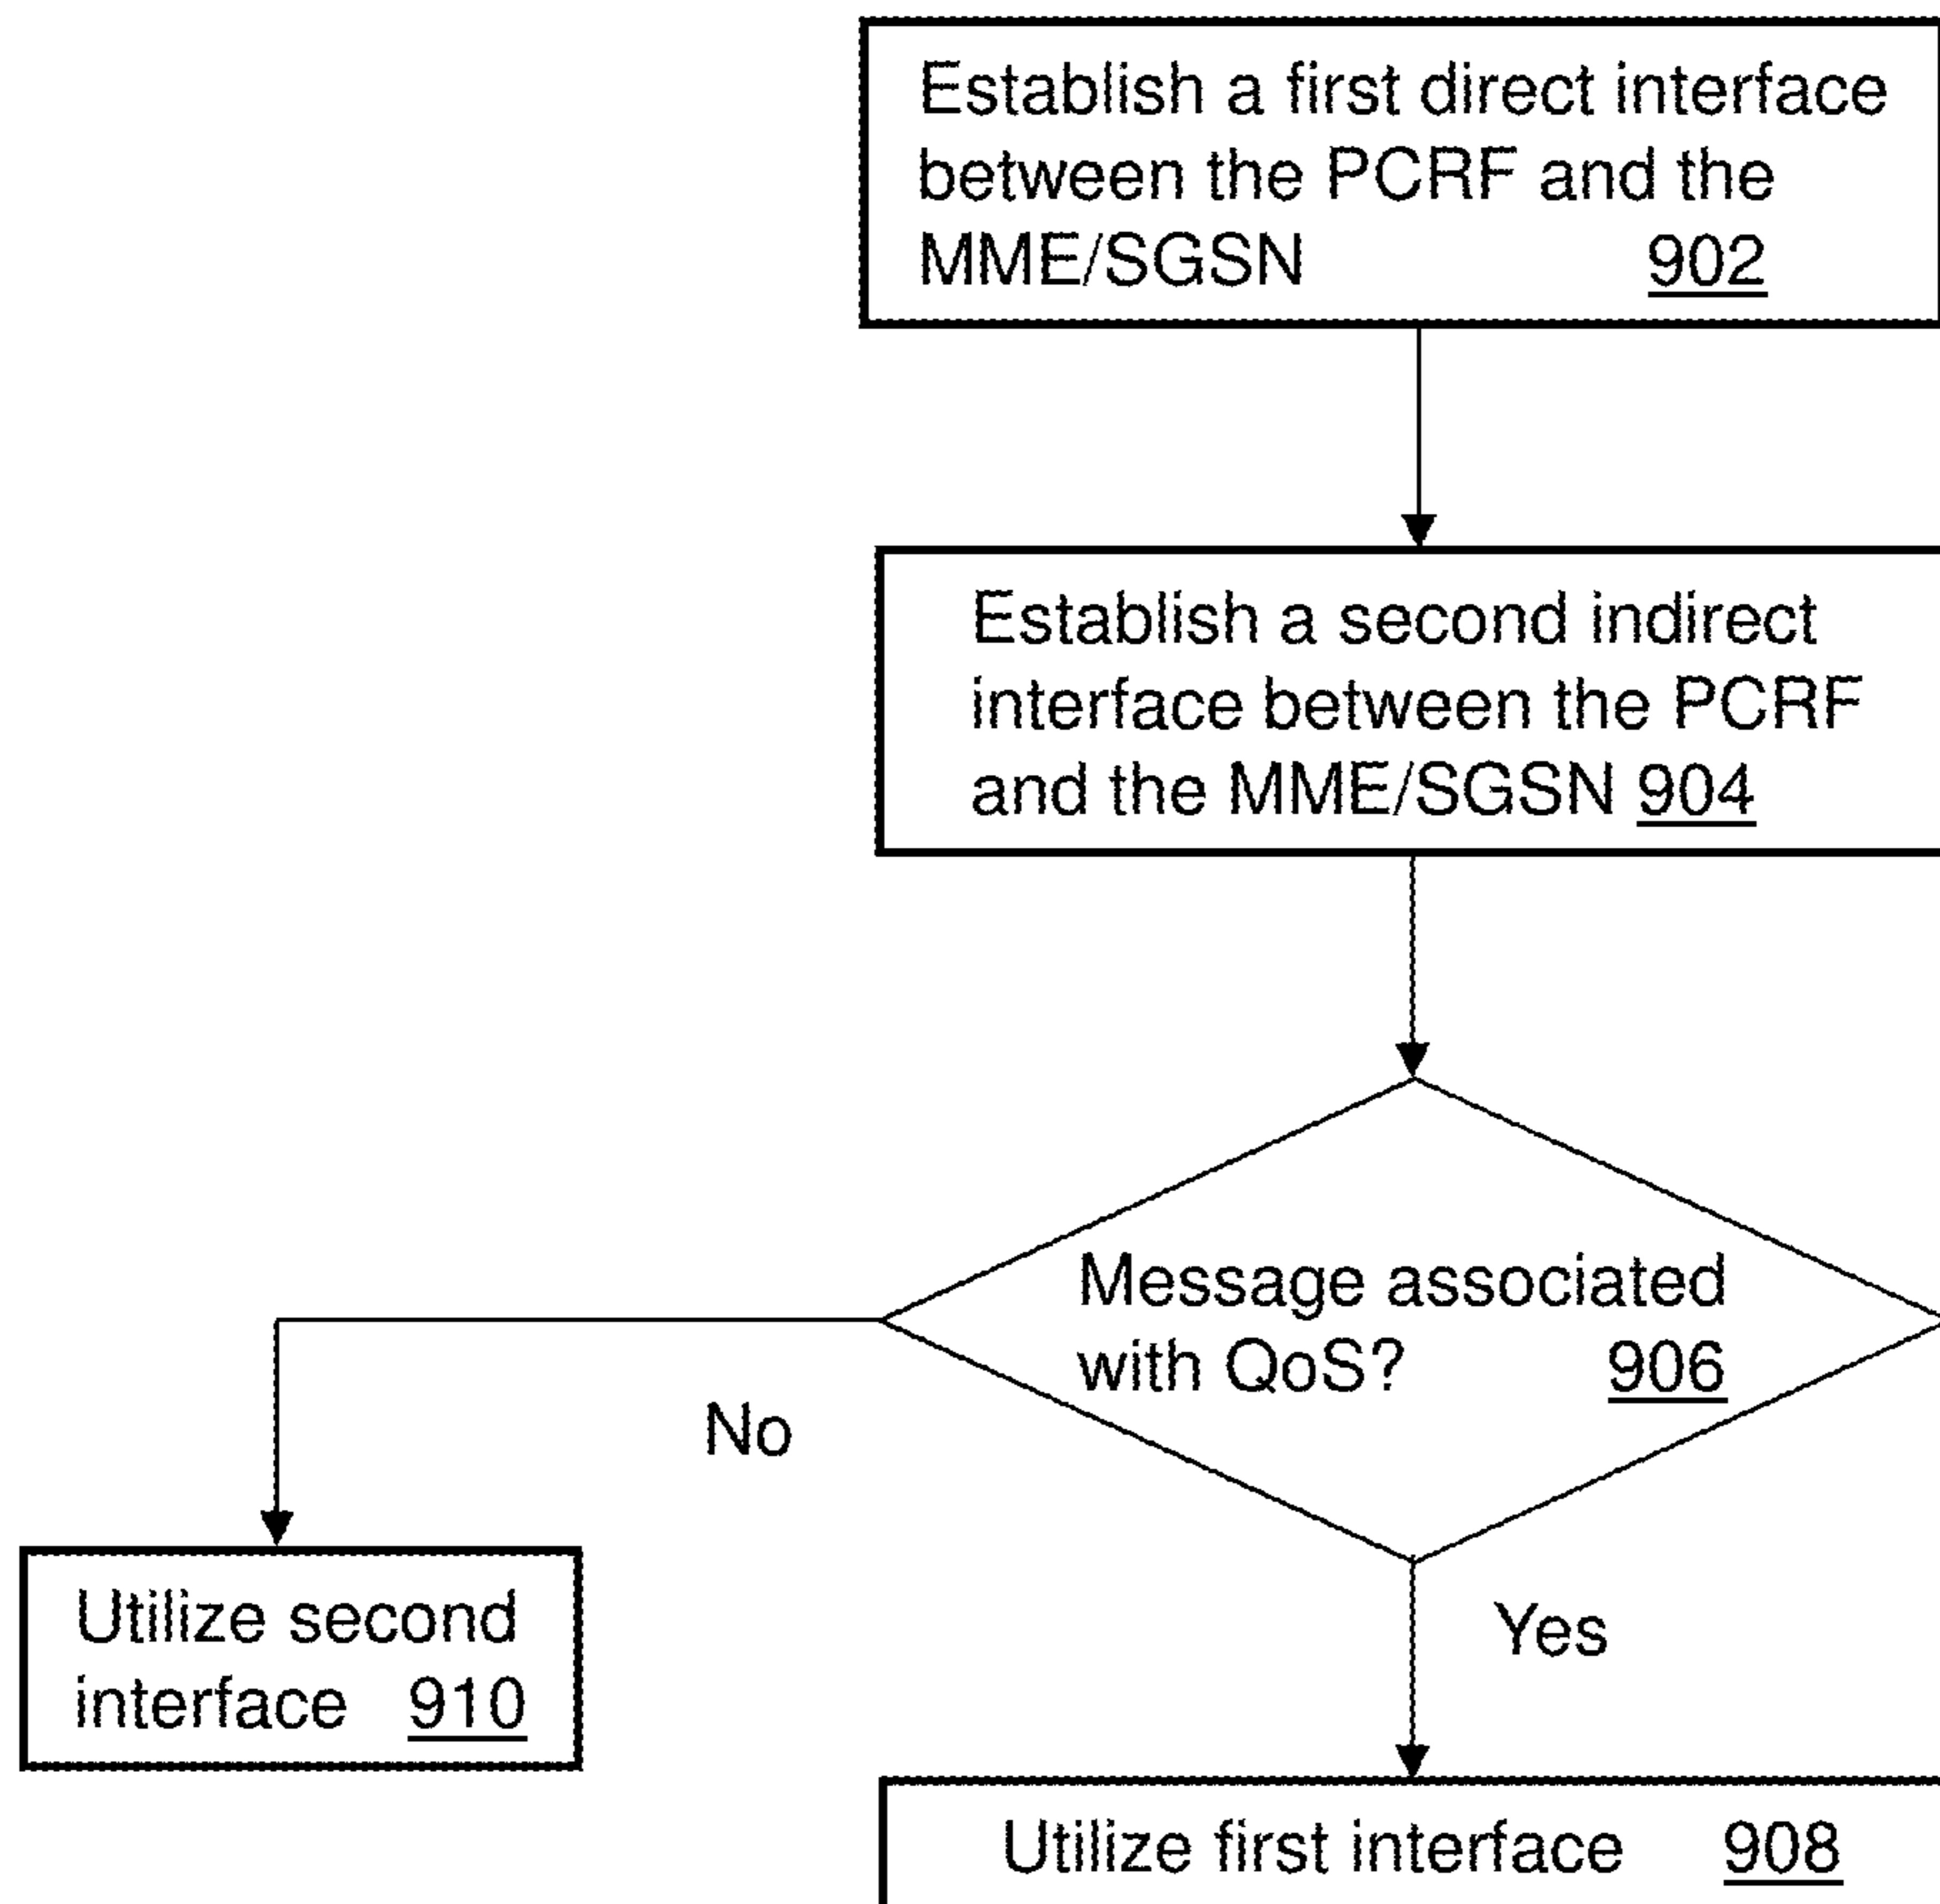 Establish a first direct interface
between the PCRF and the
MME/SGSN 902
Establish a second indirect
interface between the PCRF
and the MME/SGSN 904
Message associated
with QoS? 906
No
Yes
Utilize second
interface 910
Utilize first interface 908